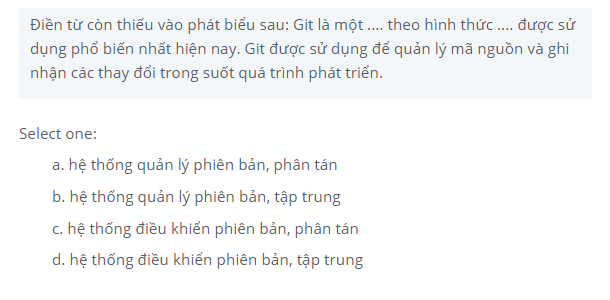 Điền từ còn thiếu vào phát biểu sau: Git là một .... theo hình thức .... được sử
dụng phổ biến nhất hiện nay. Git được sử dụng để quản lý mã nguồn và ghi
nhận các thay đổi trong suốt quá trình phát triển.
Select one:
a. hệ thống quản lý phiên bản, phân tán
b. hệ thống quản lý phiên bản, tập trung
c. hệ thống điều khiển phiên bản, phân tán
d. hệ thống điều khiển phiên bản, tập trung